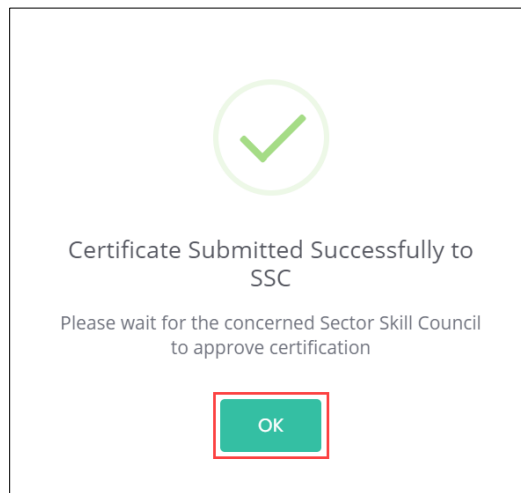 Certificate Submitted Successfully to
SSC
Please wait for the concerned Sector Skill Council
to approve certification
OK